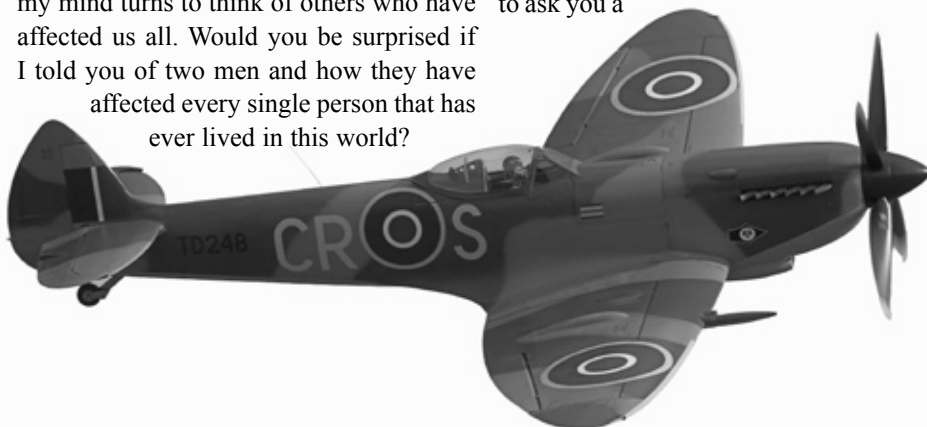 my mind turns to think of others who have
affected us all. Would you be surprised if
I told you of two men and how they have
affected every single person that has
ever lived in this world?
to ask you a
TD248
CR S